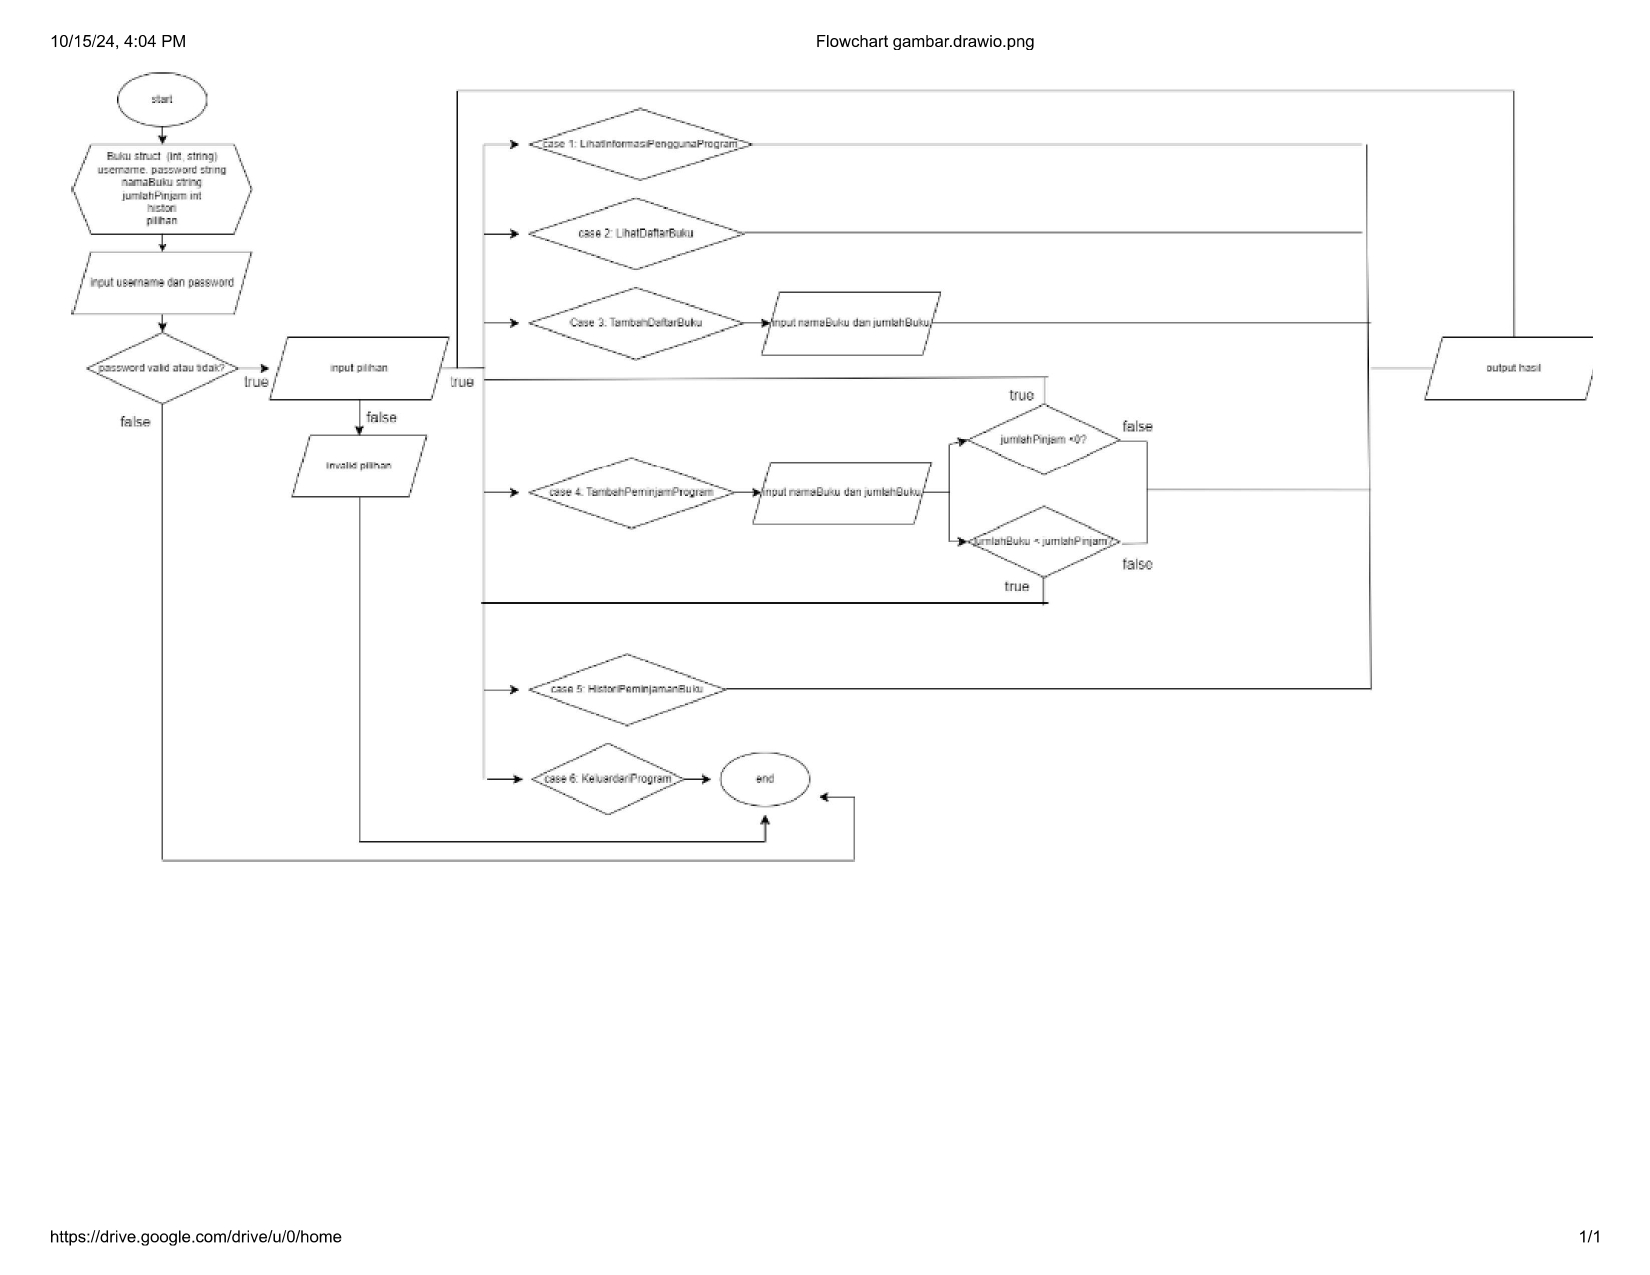 10/15/24, 4:04 PM
Flowchart gambar.drawio.png
start
Buku struct (int, string)
username. password string
namaBuku string
jumlahPinjam int
histori
pilihan
input username dan password
password valid atau tidak?
true
false
input pilihan
true
false
invalid pilihan
case 1: LihatInformasiPenggunaProgram
case 2: LihatDaftarBuku
Case 3: TambahDaftarBuku
input namaBuku dan jumlahBuku
case 4: TambahPeminjamProgram
input namaBuku dan jumlahBuku
true
jumlahPinjam <0?
false
jumlahBuku < jumlahPinjam?
false
true
case 5: HistoriPeminjamanBuku
case 6: KeluardariProgram
end
output hasil
https://drive.google.com/drive/u/0/home
1/1